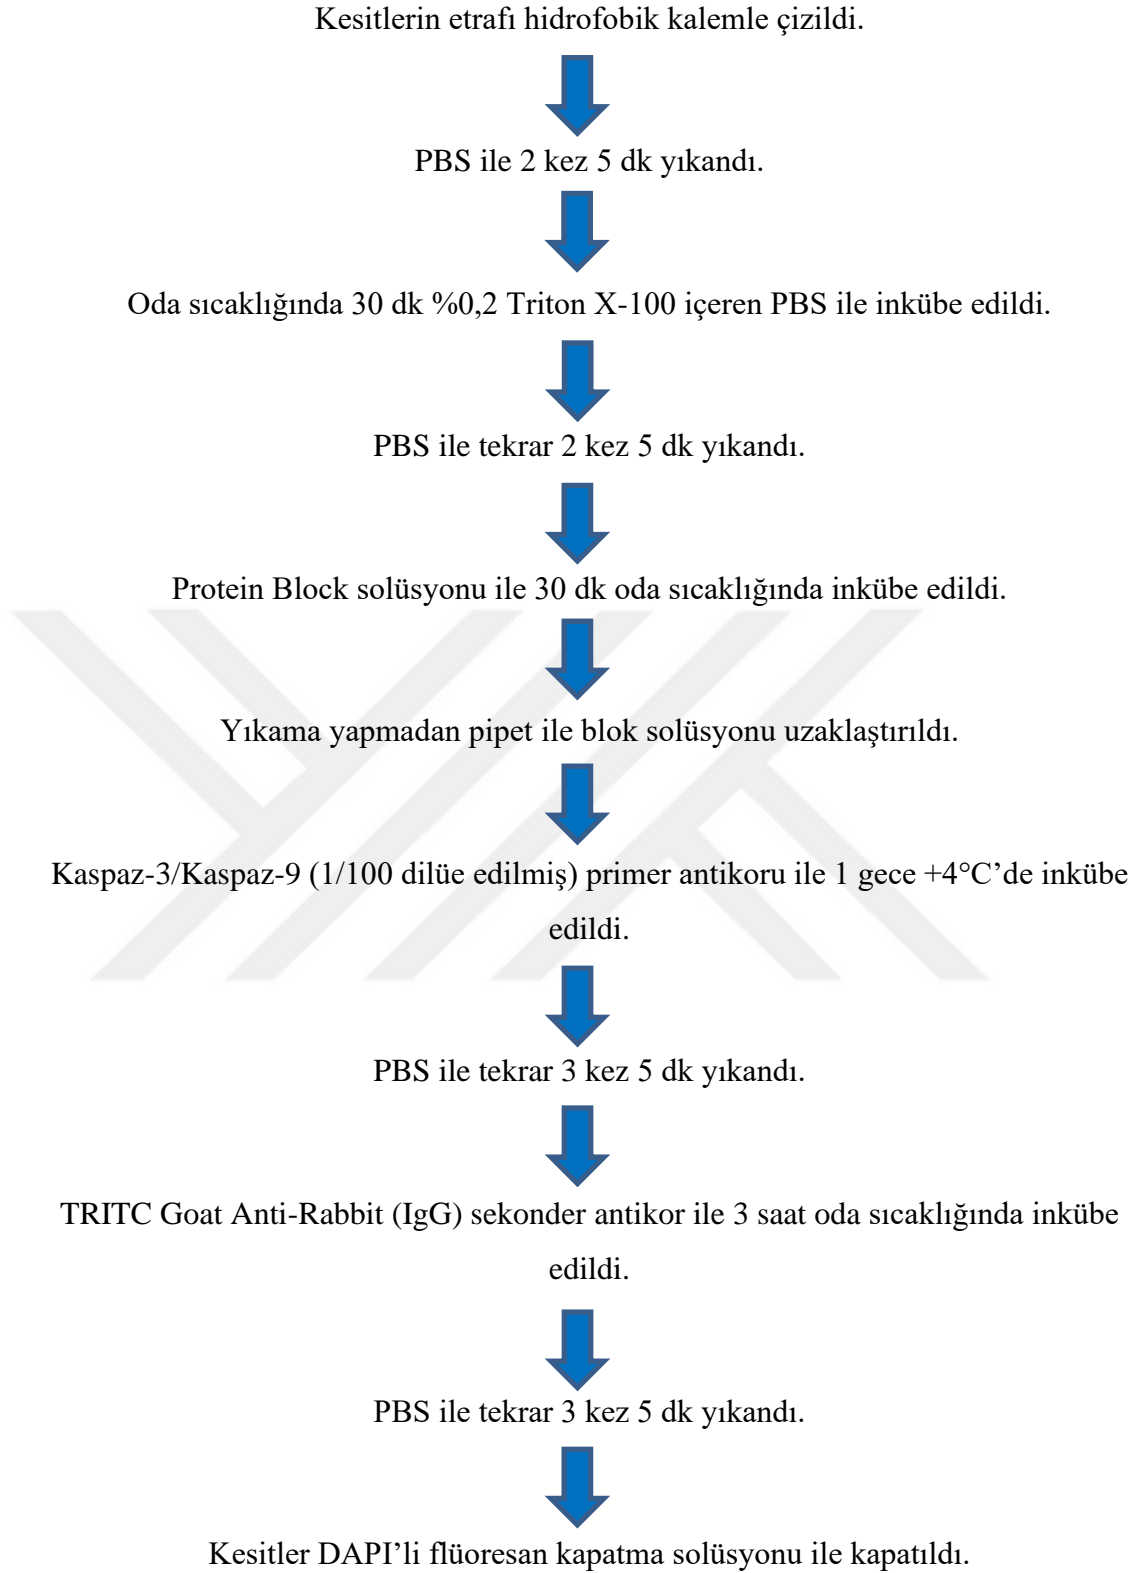 Kesitlerin etrafı hidrofobik kalemle çizildi.
PBS ile 2 kez 5 dk yıkandı.
Oda sıcaklığında 30 dk %0,2 Triton X-100 içeren PBS ile inkübe edildi.
PBS ile tekrar 2 kez 5 dk yıkandı.
Protein Block solüsyonu ile 30 dk oda sıcaklığında inkübe edildi.
Yıkama yapmadan pipet ile blok solüsyonu uzaklaştırıldı.
Kaspaz-3/Kaspaz-9 (1/100 dilüe edilmiş) primer antikoru ile 1 gece +4°C’de inkübe
edildi.
PBS ile tekrar 3 kez 5 dk yıkandı.
TRITC Goat Anti-Rabbit (IgG) sekonder antikor ile 3 saat oda sıcaklığında inkübe
edildi.
PBS ile tekrar 3 kez 5 dk yıkandı.
Kesitler DAPI’li flüoresan kapatma solüsyonu ile kapatıldı.